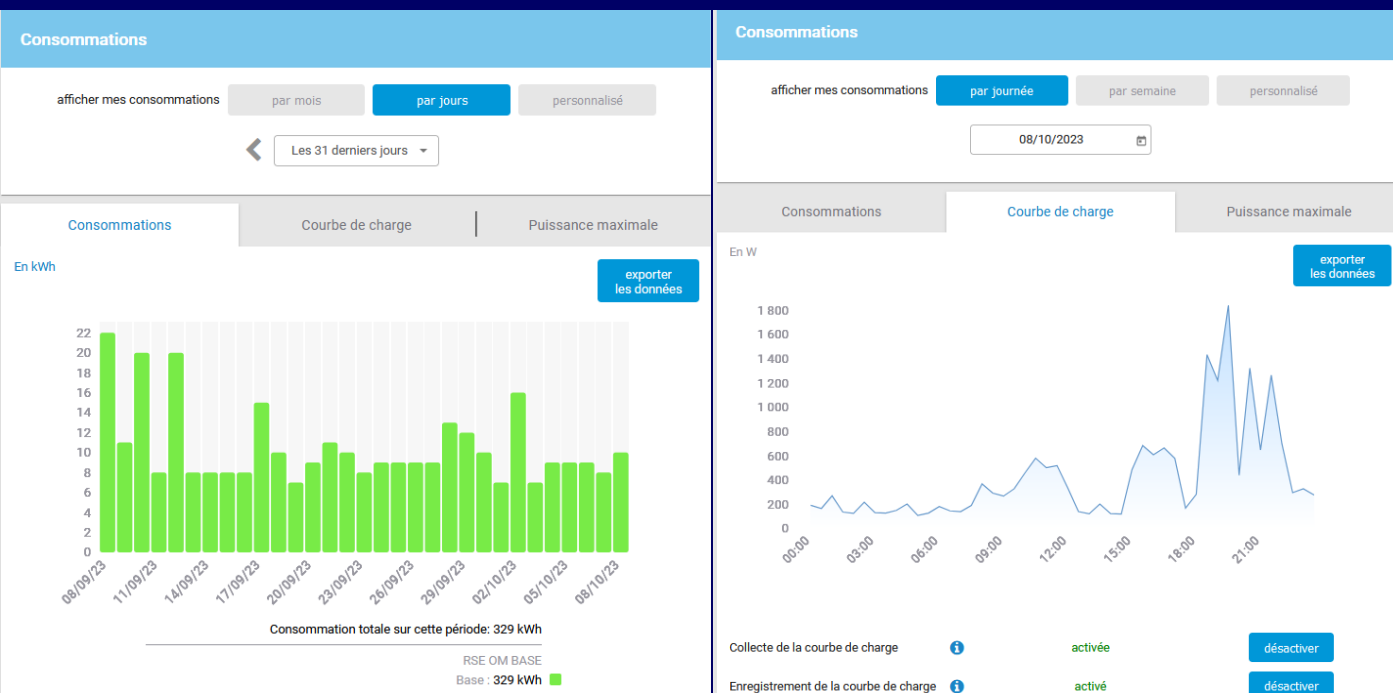 Consommations
afficher mes consommations par mois par jours personnalisé
Les 31 derniers jours
Consommations Courbe de charge Puissance maximale
En kWh
exporter
les données
22
20
18
16
14
12
10
8
6
4
2
0
08/09/23 11/09/23 14/09/23 17/09/23 20/09/23 23/09/23 26/09/23 29/09/23 02/10/23 05/10/23 08/10/23
Consommation totale sur cette période: 329 kWh
RSE OM BASE
Base : 329 kWh
Consommations
afficher mes consommations par journée par semaine personnalisé
08/10/2023
Consommations Courbe de charge Puissance maximale
En W
exporter
les données
1 800
1 600
1 400
1 200
1 000
800
600
400
200
0
00:00 03:00 06:00 09:00 12:00 15:00 18:00 21:00
Collecte de la courbe de charge i activée désactiver
Enregistrement de la courbe de charge i activé désactiver